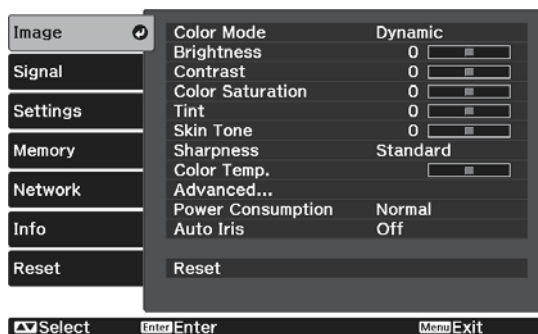 Image
Signal
Settings
Memory
Network
Info
Reset
Color Mode Dynamic
Brightness 0
Contrast 0
Color Saturation 0
Tint 0
Skin Tone 0
Sharpness Standard
Color Temp.
Advanced...
Power Consumption Normal
Auto Iris Off
Reset
Select Enter Enter Menu Exit